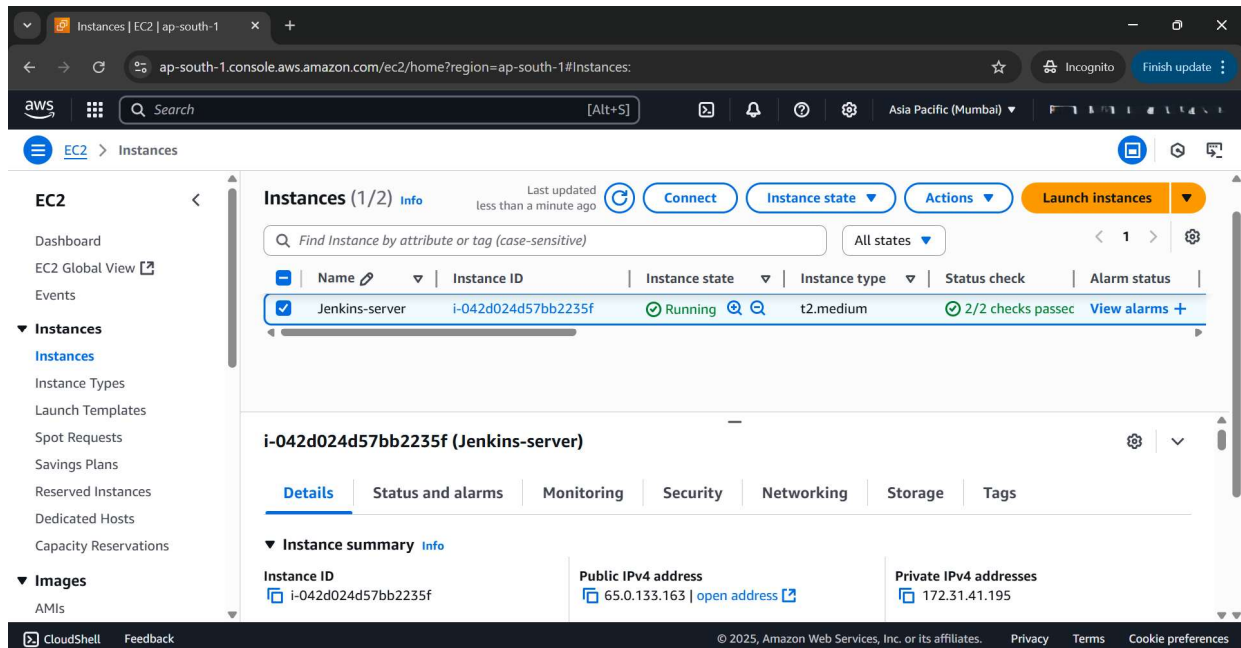 Instances | EC2 | ap-south-1
ap-south-1.console.aws.amazon.com/ec2/home?region=ap-south-1#Instances:
Incognito
Finish update
aws
Search
[Alt+S]
Asia Pacific (Mumbai)
EC2 > Instances
EC2
Dashboard
EC2 Global View
Events
Instances
Instances
Instance Types
Launch Templates
Spot Requests
Savings Plans
Reserved Instances
Dedicated Hosts
Capacity Reservations
Images
AMIs
Instances (1/2) Info
Last updated
less than a minute ago
Connect
Instance state
Actions
Launch instances
Find Instance by attribute or tag (case-sensitive)
All states
1
Name Instance ID Instance state Instance type Status check Alarm status
Jenkins-server i-042d024d57bb2235f Running t2.medium 2/2 checks passec View alarms +
i-042d024d57bb2235f (Jenkins-server)
Details Status and alarms Monitoring Security Networking Storage Tags
Instance summary Info
Instance ID
i-042d024d57bb2235f
Public IPv4 address
65.0.133.163 | open address
Private IPv4 addresses
172.31.41.195
CloudShell Feedback © 2025, Amazon Web Services, Inc. or its affiliates. Privacy Terms Cookie preferences